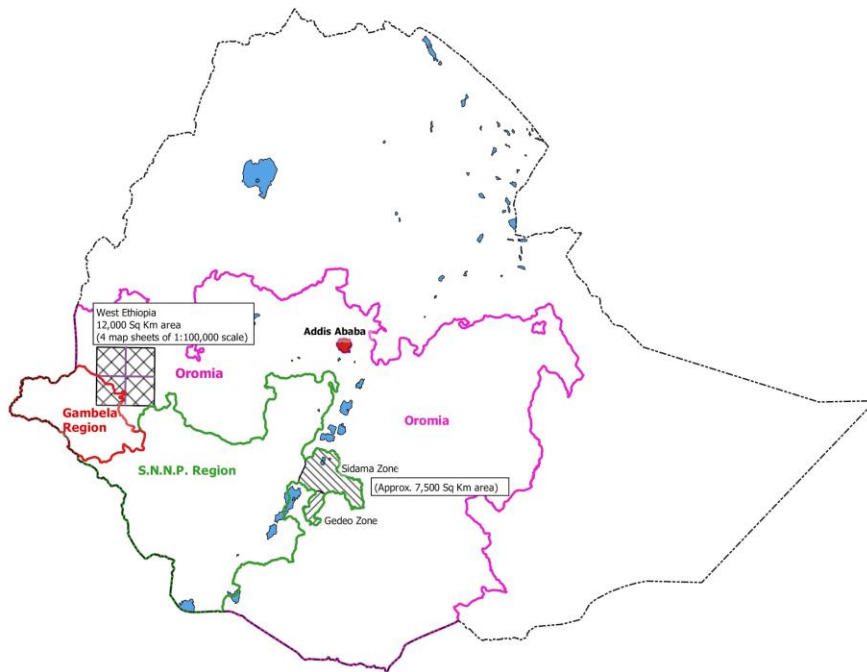 West Ethiopia
12,000 Sq Km area
(4 map sheets of 1:100,000 scale)
Addis Ababa
Oromia
Gambela
Region
Oromia
S.N.N.P. Region
Sidama Zone
(Approx. 7,500 Sq Km area)
Gedeo Zone